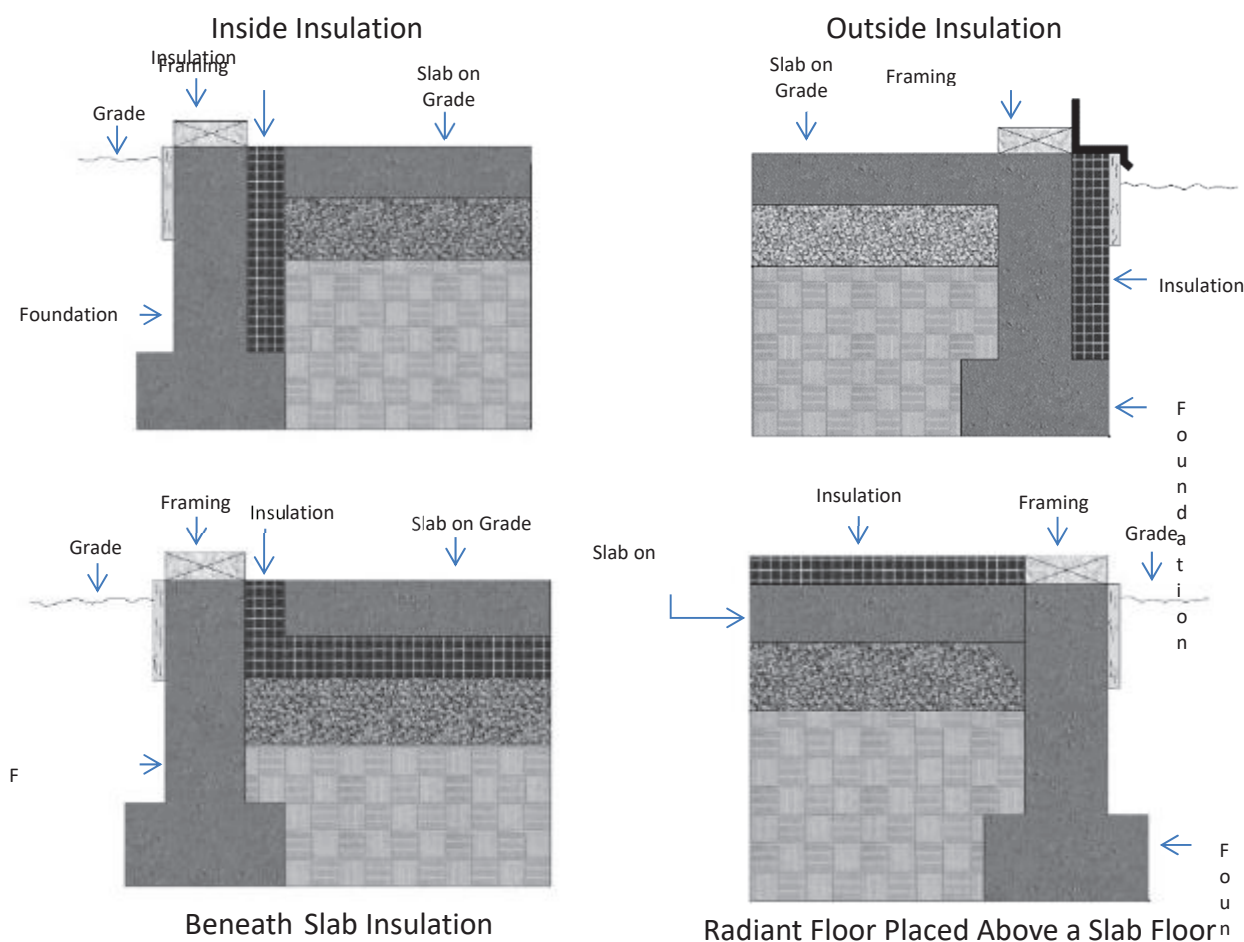 Inside Insulation
Insulation
Framing
Slab on
Grade
Grade
Foundation
Outside Insulation
Slab on
Grade
Framing
Insulation
F
o
u
n
d
a
t
i
o
n
Framing
Insulation
Slab on Grade
Grade
F
Beneath Slab Insulation
Insulation
Framing
Grade
Slab on
F
o
u
n
Radiant Floor Placed Above a Slab Floor